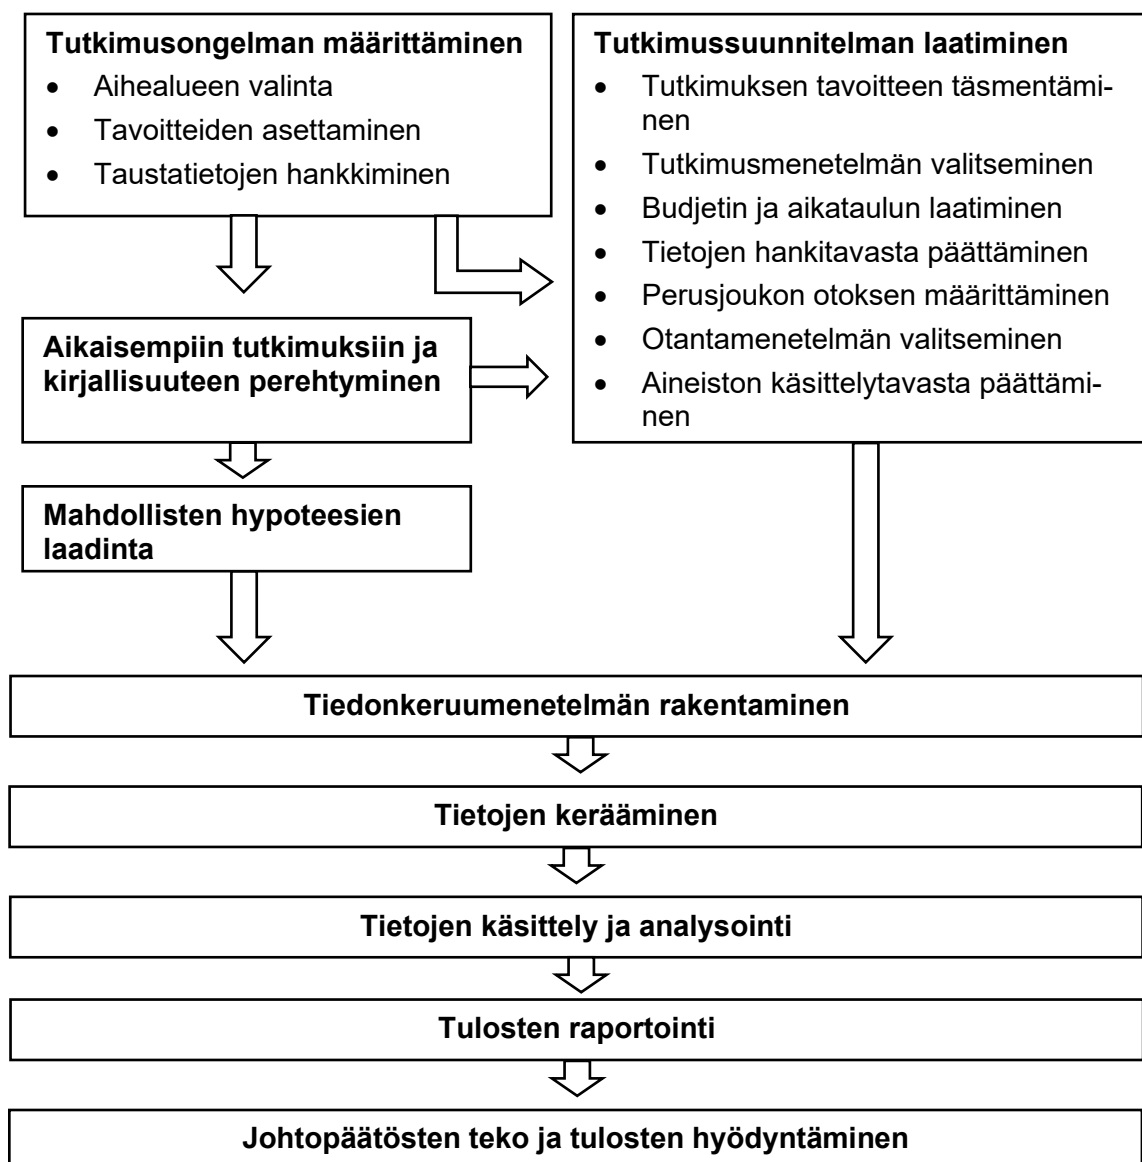 Tutkimusongelman määrittäminen
• Aihealueen valinta
• Tavoitteiden asettaminen
• Taustatietojen hankkiminen
Tutkimussuunnitelman laatiminen
• Tutkimuksen tavoitteen täsmentämi-
nen
• Tutkimusmenetelmän valitseminen
• Budjetin ja aikataulun laatiminen
• Tietojen hankitavasta päättäminen
• Perusjoukon otoksen määrittäminen
• Otantamenetelmän valitseminen
• Aineiston käsittelytavasta päättämi-
nen
Aikaisempiin tutkimuksiin ja
kirjallisuuteen perehtyminen
Mahdollisten hypoteesien
laadinta
Tiedonkeruumenetelmän rakentaminen
Tietojen kerääminen
Tietojen käsittely ja analysointi
Tulosten raportointi
Johtopäätösten teko ja tulosten hyödyntäminen